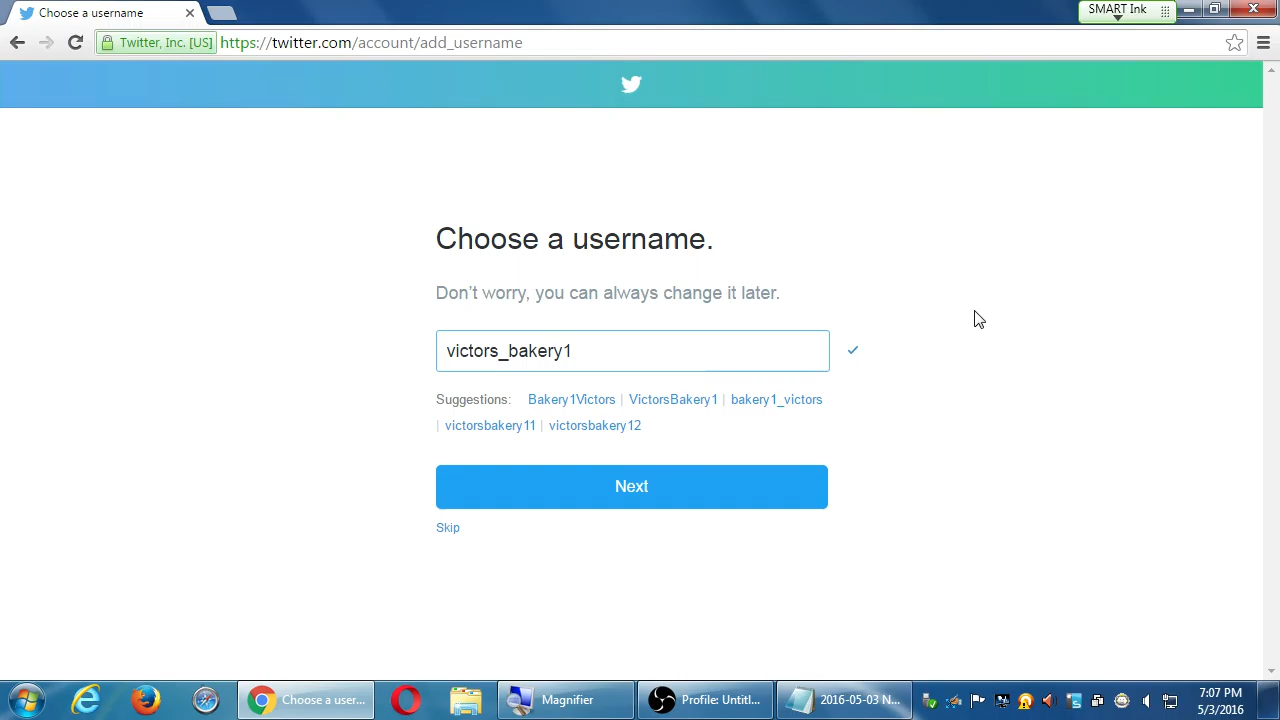 Choose a username
SMART Ink
Twitter, Inc. [US]
https://twitter.com/account/add_username
Choose a username.
Don't worry, you can always change it later.
victors_bakery1
Suggestions: Bakery1Victors | VictorsBakery1 | bakery1_victors
| victorsbakery11 | victorsbakery12
Next
Skip
Choose a user...
Magnifier
Profile: Untitl...
2016-05-03 N...
7:07 PM
5/3/2016